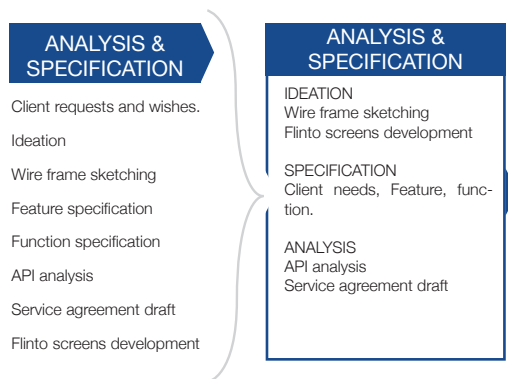 ANALYSIS &
SPECIFICATION
Client requests and wishes.
Ideation
Wire frame sketching
Feature specification
Function specification
API analysis
Service agreement draft
Flinto screens development
ANALYSIS &
SPECIFICATION
IDEATION
Wire frame sketching
Flinto screens development
SPECIFICATION
Client needs, Feature, func-
tion.
ANALYSIS
API analysis
Service agreement draft